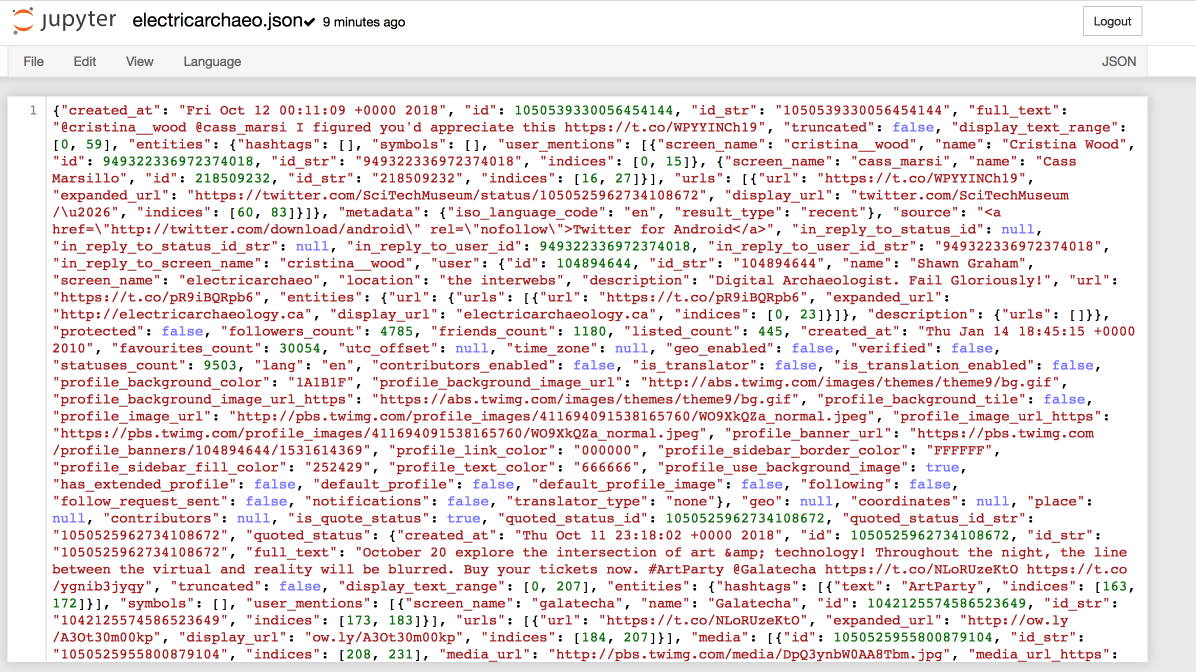 jupyter electricarchaeo.json✔ 9 minutes ago
Logout
File Edit View Language
JSON
1 {"created_at": "Fri Oct 12 00:11:09 +0000 2018", "id": 1050539330056454144, "id_str": "1050539330056454144", "full_text":
"@cristina__wood @cass_marsi I figured you'd appreciate this https://t.co/WPYYINCh19", "truncated": false, "display_text_range":
[0, 59], "entities": {"hashtags": [], "symbols": [], "user_mentions": [{"screen_name": "cristina__wood", "name": "Cristina Wood",
"id": 949322336972374018, "id_str": "949322336972374018", "indices": [0, 15]}, {"screen_name": "cass_marsi", "name": "Cass
Marsillo", "id": 218509232, "id_str": "218509232", "indices": [16, 27]}], "urls": [{"url": "https://t.co/WPYYINCh19",
"expanded_url": "https://twitter.com/SciTechMuseum/status/1050525962734108672", "display_url": "twitter.com/SciTechMuseum
/\u2026", "indices": [60, 83]}]}, "metadata": {"iso_language_code": "en", "result_type": "recent"}, "source": "<a
href=\"http://twitter.com/download/android\" rel=\"nofollow\">Twitter for Android</a>", "in_reply_to_status_id": null,
"in_reply_to_status_id_str": null, "in_reply_to_user_id": 949322336972374018, "in_reply_to_user_id_str": "949322336972374018",
"in_reply_to_screen_name": "cristina__wood", "user": {"id": 104894644, "id_str": "104894644", "name": "Shawn Graham",
"screen_name": "electricarchaeo", "location": "the interwebs", "description": "Digital Archaeologist. Fail Gloriously!", "url":
"https://t.co/pR9iBQRpb6", "entities": {"url": {"urls": [{"url": "https://t.co/pR9iBQRpb6", "expanded_url":
"http://electricarchaeology.ca", "display_url": "electricarchaeology.ca", "indices": [0, 23]}]}, "description": {"urls": []}},
"protected": false, "followers_count": 4785, "friends_count": 1180, "listed_count": 445, "created_at": "Thu Jan 14 18:45:15 +0000
2010", "favourites_count": 30054, "utc_offset": null, "time_zone": null, "geo_enabled": false, "verified": false,
"statuses_count": 9503, "lang": "en", "contributors_enabled": false, "is_translator": false, "is_translation_enabled": false,
"profile_background_color": "1A1B1F", "profile_background_image_url": "http://abs.twimg.com/images/themes/theme9/bg.gif",
"profile_background_image_url_https": "https://abs.twimg.com/images/themes/theme9/bg.gif", "profile_background_tile": false,
"profile_image_url": "http://pbs.twimg.com/profile_images/411694091538165760/WO9XkQZa_normal.jpeg", "profile_image_url_https":
"https://pbs.twimg.com/profile_images/411694091538165760/WO9XkQZa_normal.jpeg", "profile_banner_url": "https://pbs.twimg.com
/profile_banners/104894644/1531614369", "profile_link_color": "000000", "profile_sidebar_border_color": "FFFFFF",
"profile_sidebar_fill_color": "252429", "profile_text_color": "666666", "profile_use_background_image": true,
"has_extended_profile": false, "default_profile": false, "default_profile_image": false, "following": false,
"follow_request_sent": false, "notifications": false, "translator_type": "none"}, "geo": null, "coordinates": null, "place":
null, "contributors": null, "is_quote_status": true, "quoted_status_id": 1050525962734108672, "quoted_status_id_str":
"1050525962734108672", "quoted_status": {"created_at": "Thu Oct 11 23:18:02 +0000 2018", "id": 1050525962734108672, "id_str":
"1050525962734108672", "full_text": "October 20 explore the intersection of art &amp; technology! Throughout the night, the line
between the virtual and reality will be blurred. Buy your tickets now. #ArtParty @Galatecha https://t.co/NLoRUzeKtO https://t.co
/ygnib3jyqy", "truncated": false, "display_text_range": [0, 207], "entities": {"hashtags": [{"text": "ArtParty", "indices": [163,
172]}], "symbols": [], "user_mentions": [{"screen_name": "galatecha", "name": "Galatecha", "id": 1042125574586523649, "id_str":
"1042125574586523649", "indices": [173, 183]}], "urls": [{"url": "https://t.co/NLoRUzeKtO", "expanded_url": "http://ow.ly
/A3Ot30m00kp", "display_url": "ow.ly/A3Ot30m00kp", "indices": [184, 207]}], "media": [{"id": 1050525955800879104, "id_str":
"1050525955800879104", "indices": [208, 231], "media_url": "http://pbs.twimg.com/media/DpQ3ynbW0AA8Tbm.jpg", "media_url_https":